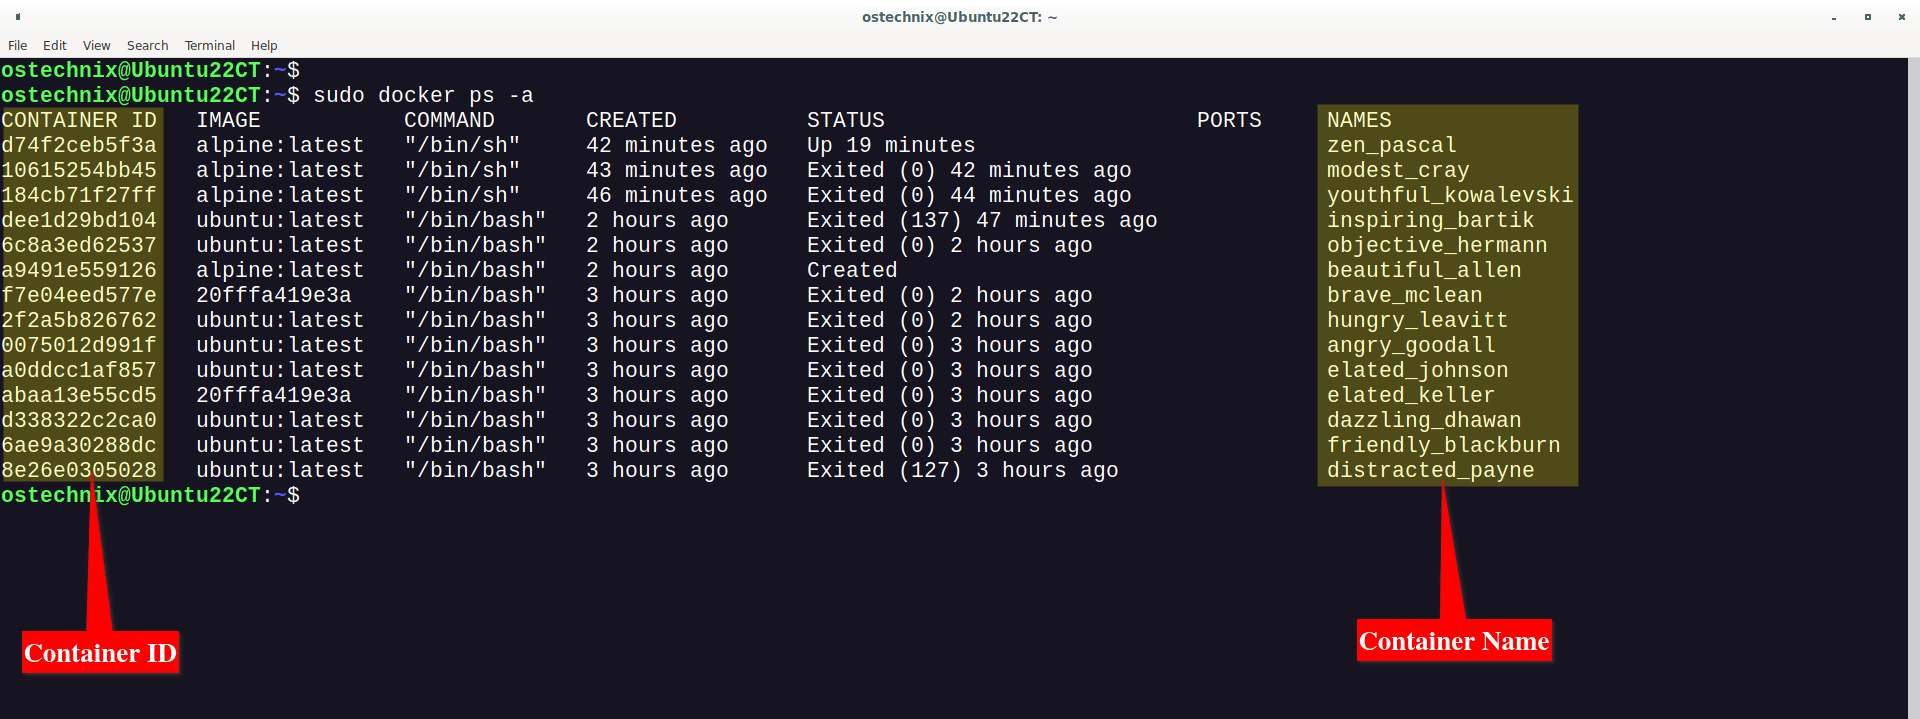 ostechnix@Ubuntu22CT: ~
File Edit View Search Terminal Help
ostechnix@Ubuntu22CT:~$
ostechnix@Ubuntu22CT:~$ sudo docker ps -a
CONTAINER ID   IMAGE           COMMAND       CREATED          STATUS                        PORTS     NAMES
d74f2ceb5f3a   alpine:latest   "/bin/sh"     42 minutes ago   Up 19 minutes                           zen_pascal
10615254bb45   alpine:latest   "/bin/sh"     43 minutes ago   Exited (0) 42 minutes ago               modest_cray
184cb71f27ff   alpine:latest   "/bin/sh"     46 minutes ago   Exited (0) 44 minutes ago               youthful_kowalevski
dee1d29bd104   ubuntu:latest   "/bin/bash"   2 hours ago      Exited (137) 47 minutes ago             inspiring_bartik
6c8a3ed62537   ubuntu:latest   "/bin/bash"   2 hours ago      Exited (0) 2 hours ago                  objective_hermann
a9491e559126   alpine:latest   "/bin/bash"   2 hours ago      Created                                 beautiful_allen
f7e04eed577e   20fffa419e3a    "/bin/bash"   3 hours ago      Exited (0) 2 hours ago                  brave_mclean
2f2a5b826762   ubuntu:latest   "/bin/bash"   3 hours ago      Exited (0) 2 hours ago                  hungry_leavitt
0075012d991f   ubuntu:latest   "/bin/bash"   3 hours ago      Exited (0) 3 hours ago                  angry_goodall
a0ddcc1af857   ubuntu:latest   "/bin/bash"   3 hours ago      Exited (0) 3 hours ago                  elated_johnson
abaa13e55cd5   20fffa419e3a    "/bin/bash"   3 hours ago      Exited (0) 3 hours ago                  elated_keller
d338322c2ca0   ubuntu:latest   "/bin/bash"   3 hours ago      Exited (0) 3 hours ago                  dazzling_dhawan
6ae9a30288dc   ubuntu:latest   "/bin/bash"   3 hours ago      Exited (0) 3 hours ago                  friendly_blackburn
8e26e0305028   ubuntu:latest   "/bin/bash"   3 hours ago      Exited (127) 3 hours ago                distracted_payne
ostechnix@Ubuntu22CT:~$
Container ID
Container Name